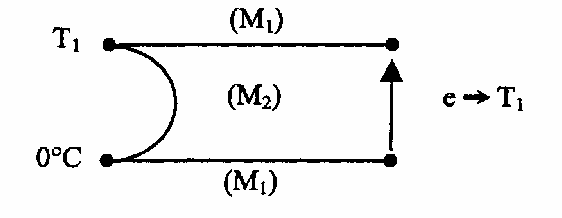 (M₁)
T₁
(M₂)
e → T₁
0°C
(M₁)